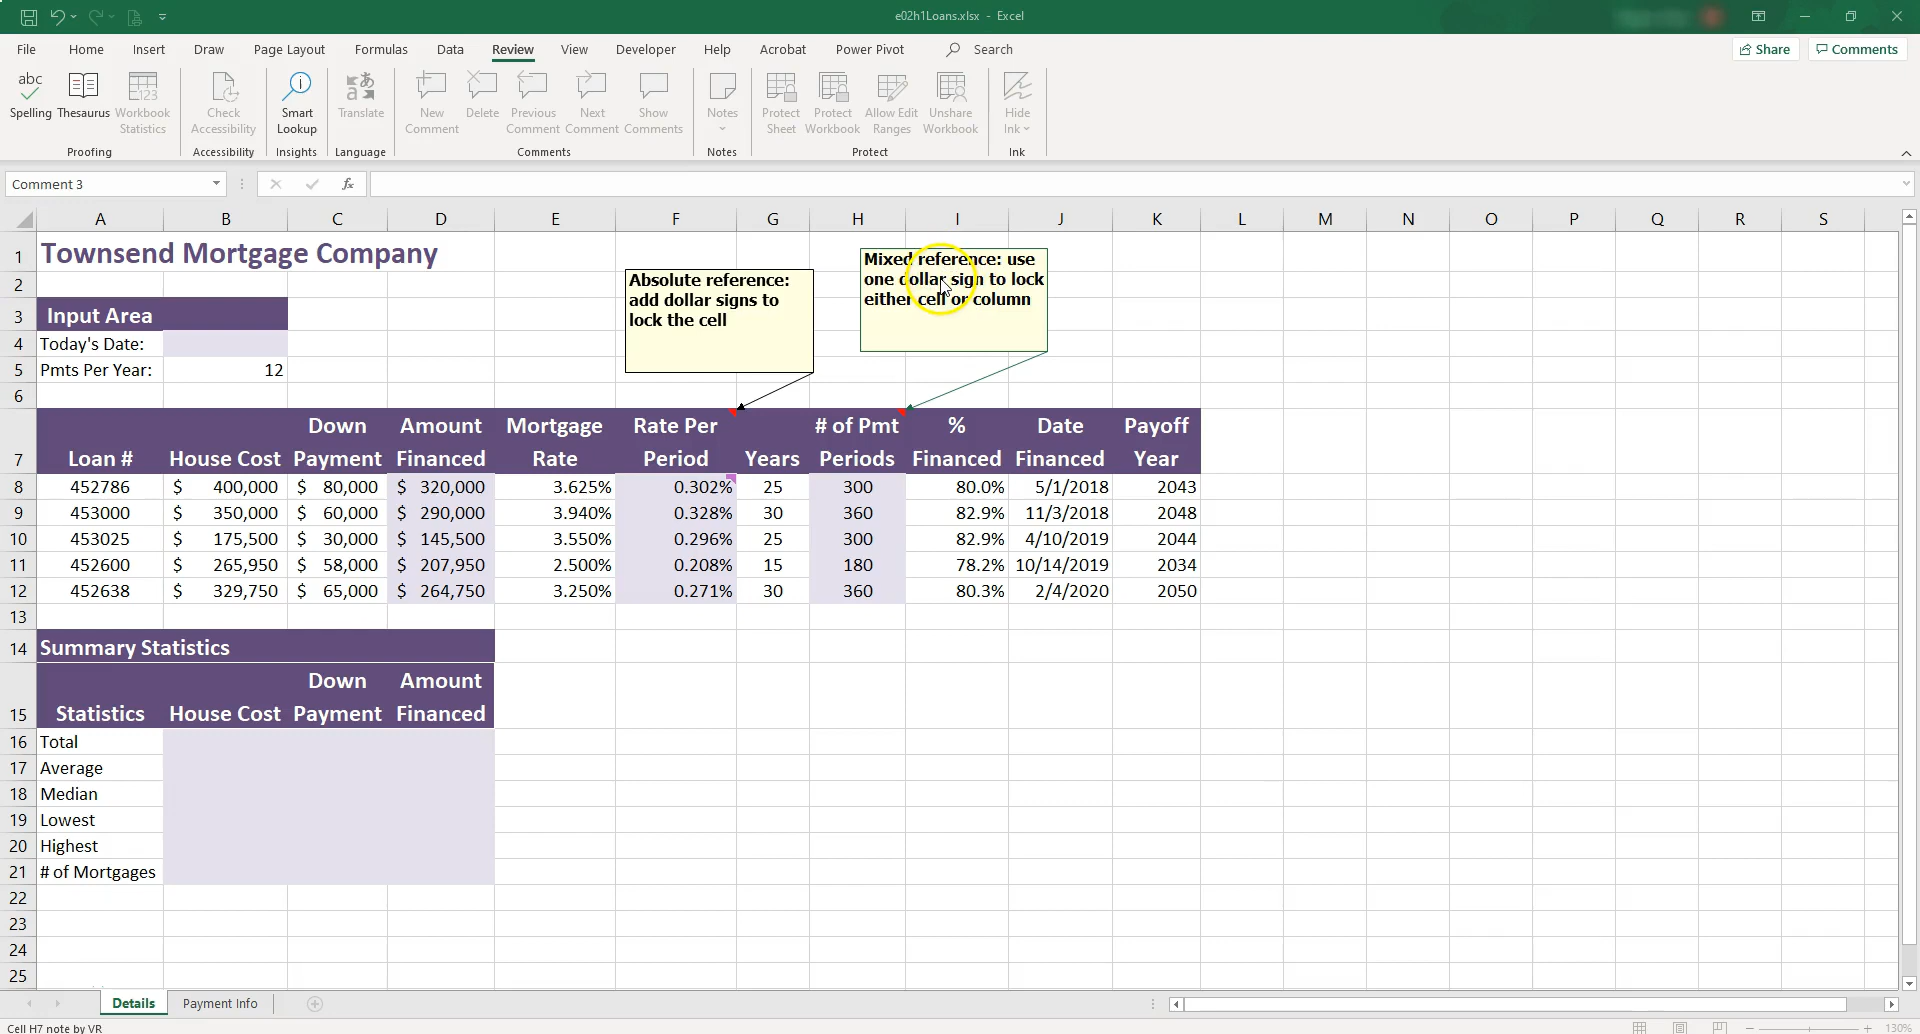 e02h1Loans.xlsx - Excel
File Home Insert Draw Page Layout Formulas Data Review View Developer Help Acrobat Power Pivot Search Share Comments
abc
Spelling
Thesaurus
123
Workbook
Statistics
Proofing
Check
Accessibility
Accessibility
Smart
Lookup
Insights
Translate
Language
New
Comment
Delete
Previous
Comment
Next
Comment
Show
Comments
Comments
Notes
Notes
Protect
Sheet
Protect
Workbook
Allow Edit
Ranges
Unshare
Workbook
Protect
Hide
Ink
Ink
Comment 3 fx
A B C D E F G H I J K L M N O P Q R S
1 Townsend Mortgage Company
Absolute reference:
add dollar signs to
lock the cell
Mixed reference: use
one dollar sign to lock
either cell or column
2
3 Input Area
4 Today's Date:
5 Pmts Per Year: 12
6
Down Amount Mortgage Rate Per # of Pmt % Date Payoff
7 Loan # House Cost Payment Financed Rate Period Years Periods Financed Financed Year
8 452786 $ 400,000 $ 80,000 $ 320,000 3.625% 0.302% 25 300 80.0% 5/1/2018 2043
9 453000 $ 350,000 $ 60,000 $ 290,000 3.940% 0.328% 30 360 82.9% 11/3/2018 2048
10 453025 $ 175,500 $ 30,000 $ 145,500 3.550% 0.296% 25 300 82.9% 4/10/2019 2044
11 452600 $ 265,950 $ 58,000 $ 207,950 2.500% 0.208% 15 180 78.2% 10/14/2019 2034
12 452638 $ 329,750 $ 65,000 $ 264,750 3.250% 0.271% 30 360 80.3% 2/4/2020 2050
13
14 Summary Statistics
Down Amount
15 Statistics House Cost Payment Financed
16 Total
17 Average
18 Median
19 Lowest
20 Highest
21 # of Mortgages
22
23
24
25
Details Payment Info
Cell H7 note by VR 130%